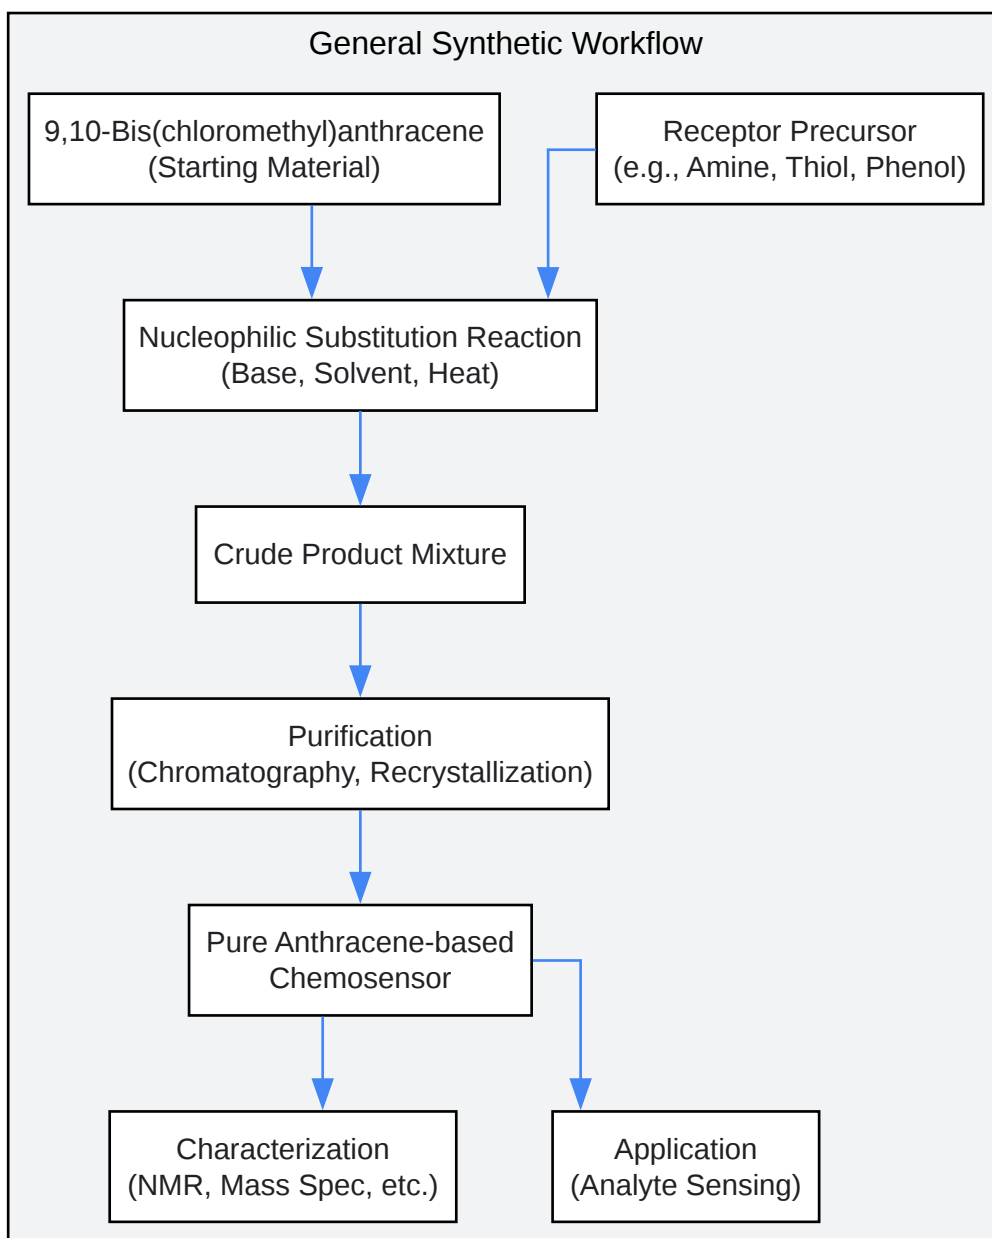 General Synthetic Workflow
9,10-Bis(chloromethyl)anthracene
(Starting Material)
Receptor Precursor
(e.g., Amine, Thiol, Phenol)
Nucleophilic Substitution Reaction
(Base, Solvent, Heat)
Crude Product Mixture
Purification
(Chromatography, Recrystallization)
Pure Anthracene-based
Chemosensor
Characterization
(NMR, Mass Spec, etc.)
Application
(Analyte Sensing)